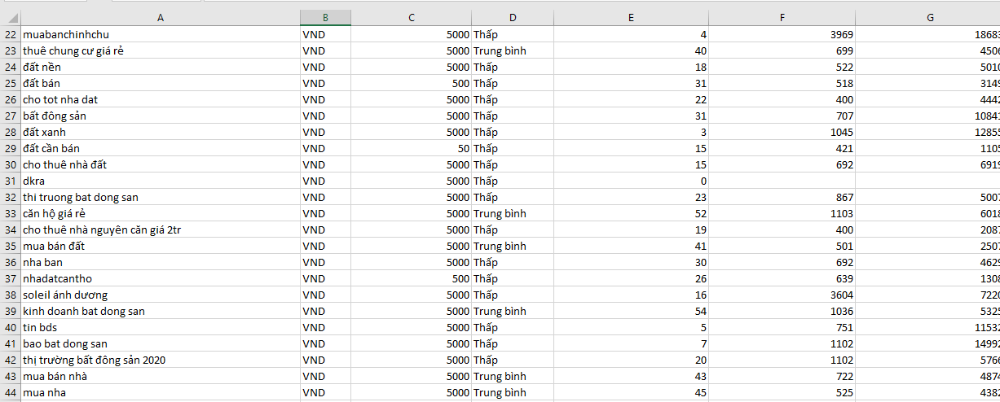 A B C D E F G
22 muabanchinhchu VND 5000 Thấp 4 3969 18683
23 thuê chung cư giá rẻ VND 5000 Trung bình 40 699 4506
24 đất nền VND 5000 Thấp 18 522 5010
25 đất bán VND 500 Thấp 31 518 3149
26 cho tot nha dat VND 5000 Thấp 22 400 4442
27 bất đông sản VND 5000 Thấp 31 707 10841
28 đất xanh VND 5000 Thấp 3 1045 12855
29 đất cần bán VND 50 Thấp 15 421 1105
30 cho thuê nhà đất VND 5000 Thấp 15 692 6919
31 dkra VND 5000 Thấp 0
32 thi truong bat dong san VND 5000 Thấp 23 867 5007
33 căn hộ giá rẻ VND 5000 Trung bình 52 1103 6018
34 cho thuê nhà nguyên căn giá 2tr VND 5000 Thấp 19 400 2087
35 mua bán đất VND 5000 Trung bình 41 501 2507
36 nha ban VND 5000 Thấp 30 692 4629
37 nhadatcantho VND 500 Thấp 26 639 1308
38 soleil ánh dương VND 5000 Thấp 16 3604 7220
39 kinh doanh bat dong san VND 5000 Trung bình 54 1036 5325
40 tin bds VND 5000 Thấp 5 751 11532
41 bao bat dong san VND 5000 Thấp 7 1102 14992
42 thị trường bất đông sản 2020 VND 5000 Thấp 20 1102 5766
43 mua bán nhà VND 5000 Trung bình 43 722 4874
44 mua nha VND 5000 Trung bình 45 525 4382